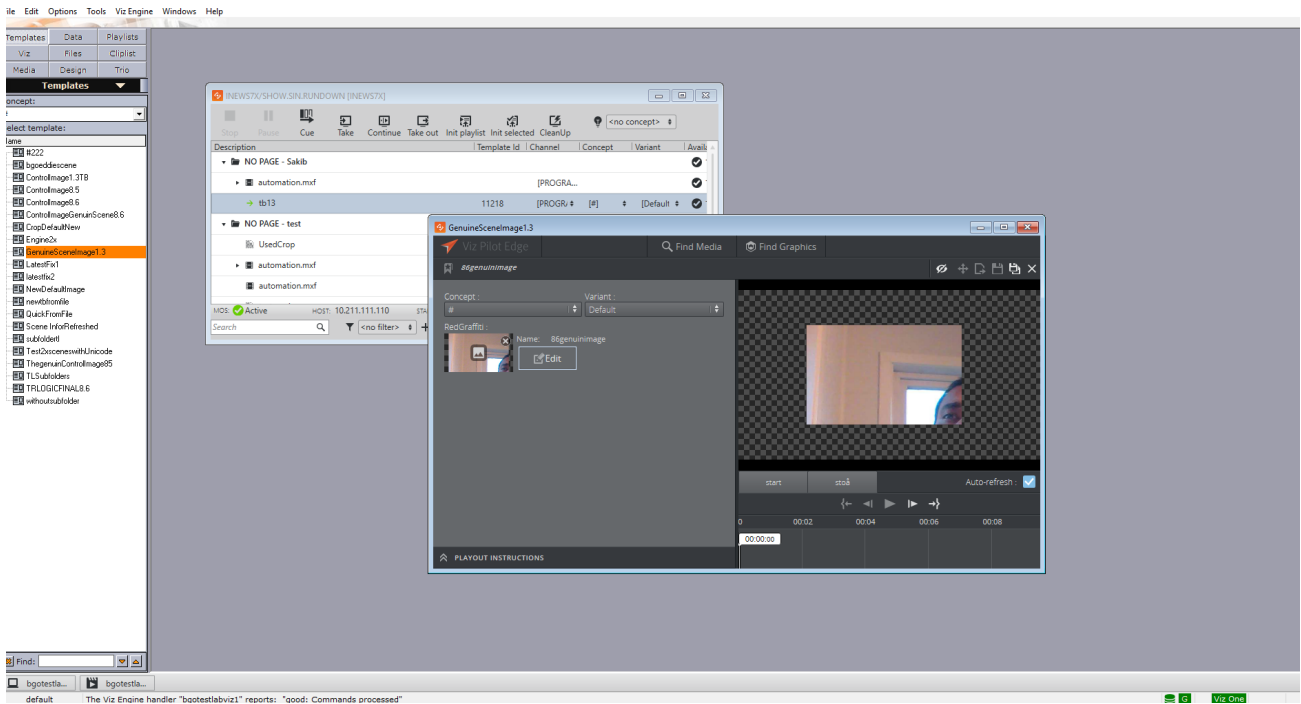 ile Edit Options Tools Viz Engine Windows Help
Templates Data Playlists
Viz Files Cliplist
Media Design Trio
Templates
oncept:
#
elect template:
lame
#222
bgoeddiescene
ControlImage1.3TB
ControlImage8.5
ControlImage8.6
ControlImageGenuinScene8.6
CropDefaultNew
Engine2x
GenuineSceneImage1.3
LatestFix1
latestfix2
NewDefaultImage
newtbfromfile
QuickFromFile
Scene InforRefreshed
subfoldertl
Test2xsceneswithUnicode
ThegenuinControlImage85
TLSubfolders
TRLOGICFINAL8.6
withoutsubfolder
Find:
INEWS7X/SHOW.SIN.RUNDOWN [INEWS7X]
Stop Pause Cue Take Continue Take out Init playlist Init selected CleanUp <no concept>
Description Template Id Channel Concept Variant Availa
NO PAGE - Sakib
automation.mxf [PROGRA...
tb13 11218 [PROGR/ [#] [Default
NO PAGE - test
UsedCrop
automation.mxf
automation.mxf
MOS: Active HOST: 10.211.111.110 STA
Search <no filter>
GenuineSceneImage1.3
Viz Pilot Edge Find Media Find Graphics
86genuinimage
Concept : Variant :
# Default
RedGraffiti :
Name: 86genuinimage
Edit
start stoå Auto-refresh :
0 00:02 00:04 00:06 00:08
00:00:00
PLAYOUT INSTRUCTIONS
bgotestla... bgotestla...
default The Viz Engine handler "bgotestlabviz1" reports: "good: Commands processed" G Viz One